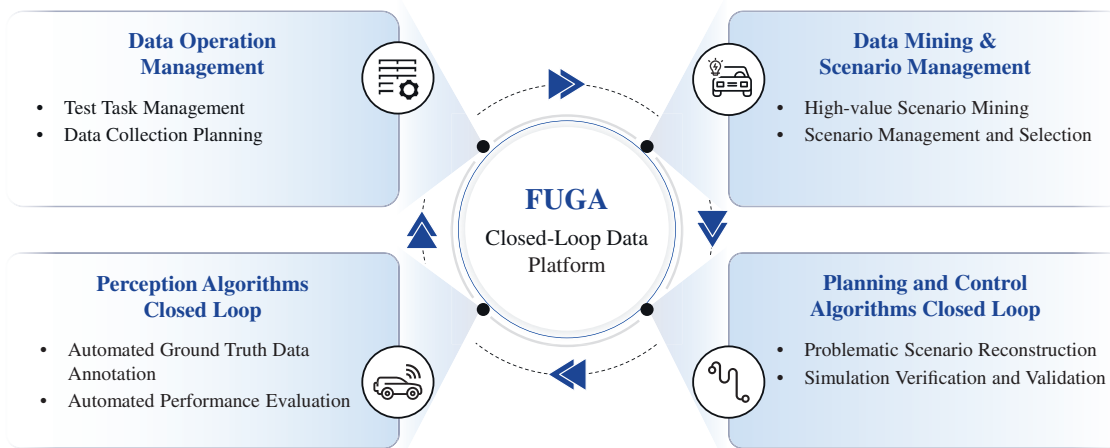 Data Operation
Management
• Test Task Management
• Data Collection Planning
Data Mining &
Scenario Management
• High-value Scenario Mining
• Scenario Management and Selection
FUGA
Closed-Loop Data
Platform
Perception Algorithms
Closed Loop
• Automated Ground Truth Data
Annotation
• Automated Performance Evaluation
Planning and Control
Algorithms Closed Loop
• Problematic Scenario Reconstruction
• Simulation Verification and Validation